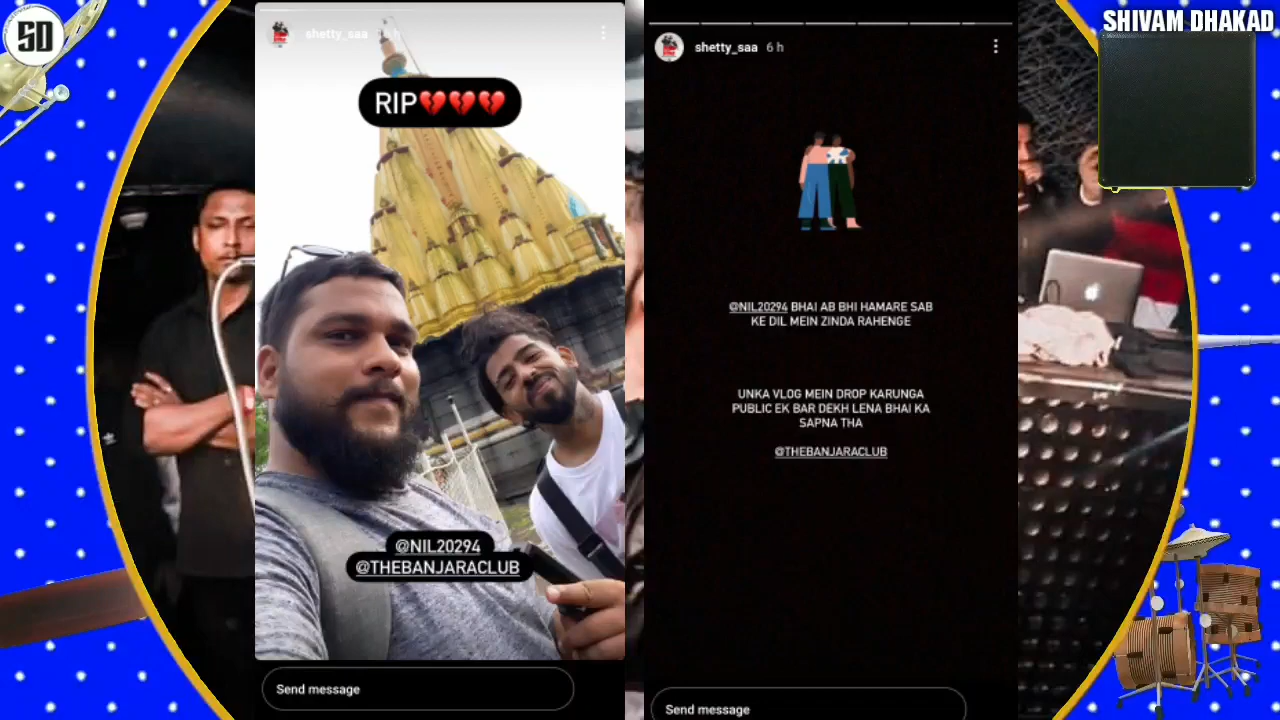 SD
SHIVAM DHAKAD
shetty_saa
RIP💔💔💔
@NIL20294
@THEBANJARACLUB
Send message
shetty_saa 6 h
@NIL20294 BHAI AB BHI HAMARE SAB
KE DIL MEIN ZINDA RAHENGE
UNKA VLOG MEIN DROP KARUNGA
PUBLIC EK BAR DEKH LENA BHAI KA
SAPNA THA
@THEBANJARACLUB
Send message